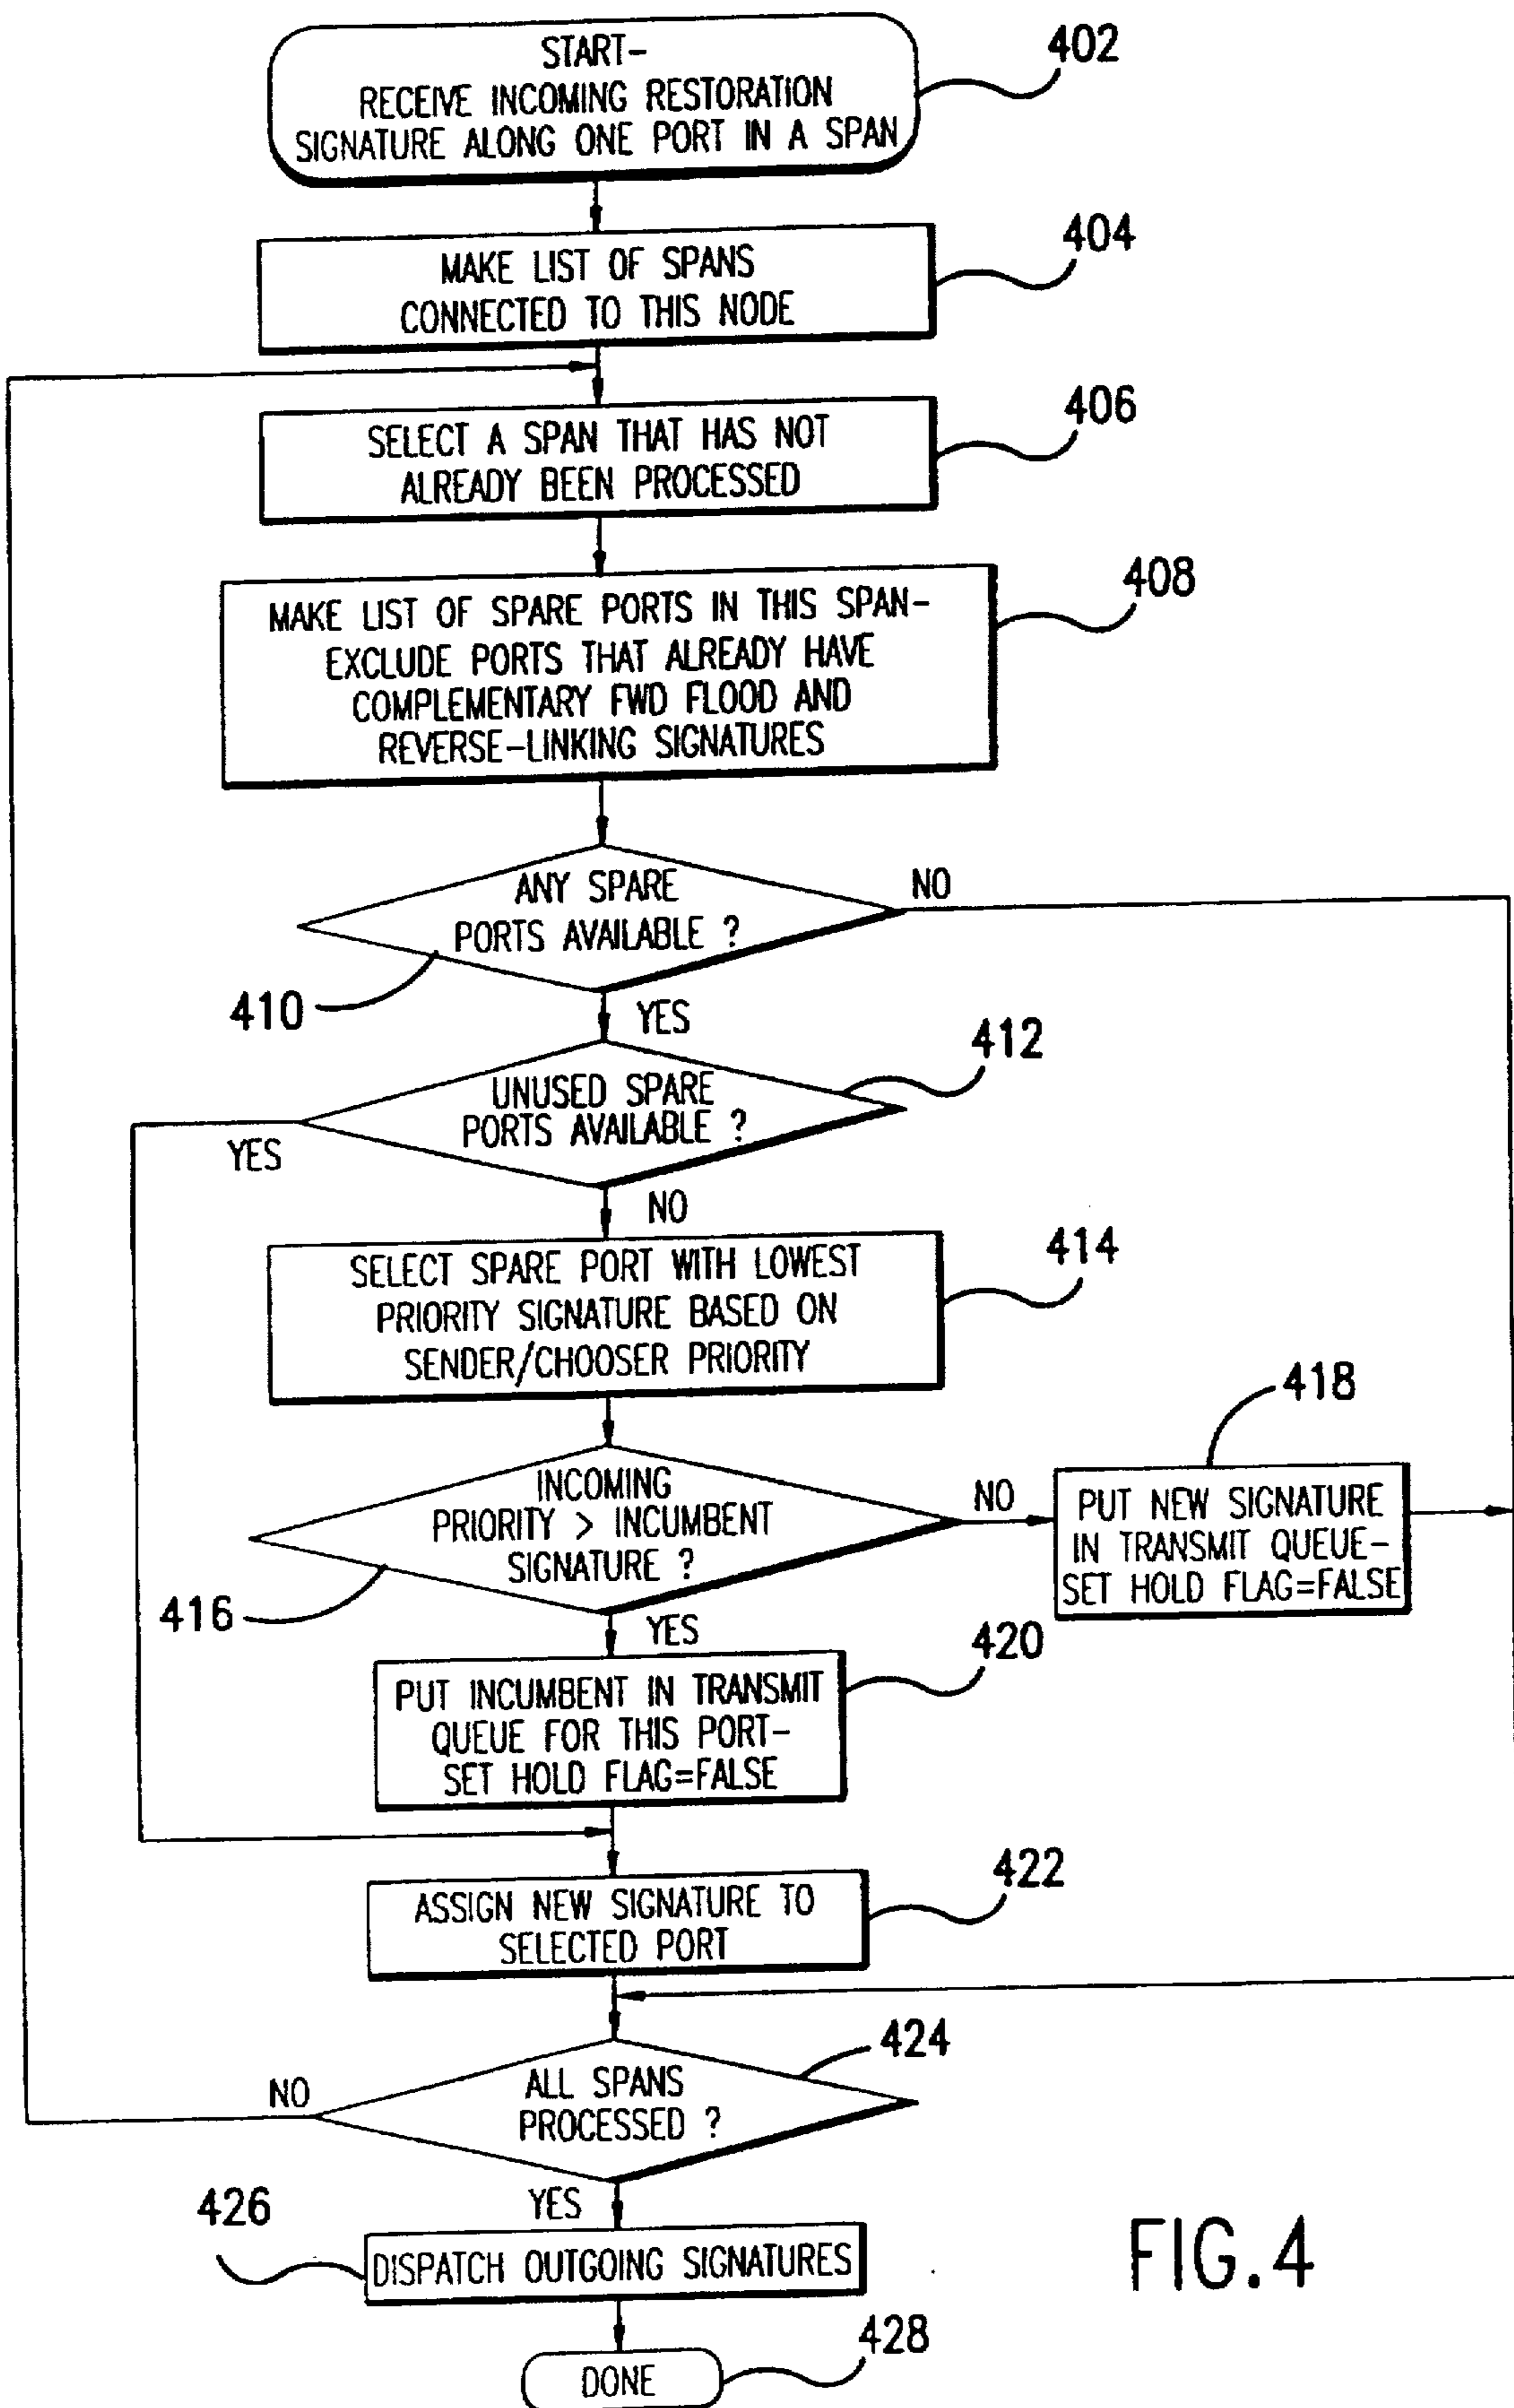 START-
RECEIVE INCOMING RESTORATION
SIGNATURE ALONG ONE PORT IN A SPAN
402
MAKE LIST OF SPANS
CONNECTED TO THIS NODE
404
SELECT A SPAN THAT HAS NOT
ALREADY BEEN PROCESSED
406
MAKE LIST OF SPARE PORTS IN THIS SPAN-
EXCLUDE PORTS THAT ALREADY HAVE
COMPLEMENTARY FWD FLOOD AND
REVERSE-LINKING SIGNATURES
408
ANY SPARE
PORTS AVAILABLE ?
NO
410
YES
412
UNUSED SPARE
PORTS AVAILABLE ?
YES
NO
SELECT SPARE PORT WITH LOWEST
PRIORITY SIGNATURE BASED ON
SENDER/CHOOSER PRIORITY
414
INCOMING
PRIORITY > INCUMBENT
SIGNATURE ?
416
NO
418
PUT NEW SIGNATURE
IN TRANSMIT QUEUE-
SET HOLD FLAG=FALSE
YES
420
PUT INCUMBENT IN TRANSMIT
QUEUE FOR THIS PORT-
SET HOLD FLAG=FALSE
ASSIGN NEW SIGNATURE TO
SELECTED PORT
422
424
ALL SPANS
PROCESSED ?
NO
YES
426
DISPATCH OUTGOING SIGNATURES
DONE
428
FIG.4